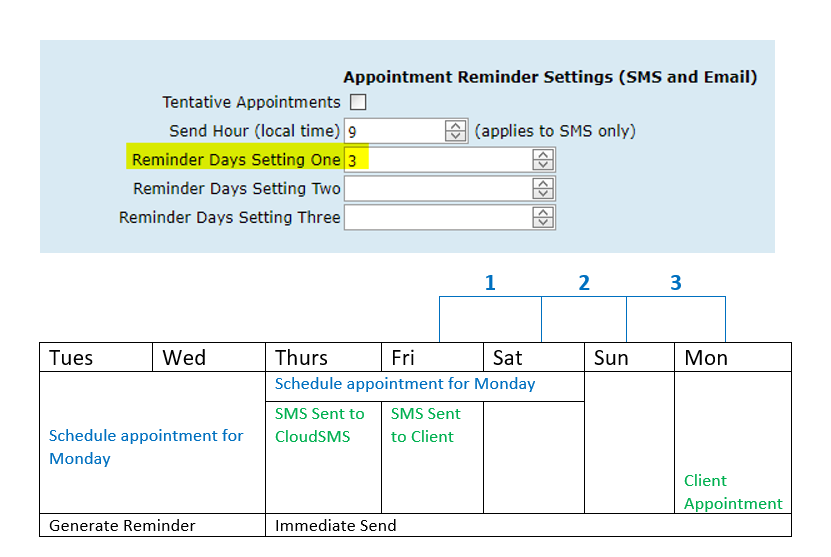 Appointment Reminder Settings (SMS and Email)
Tentative Appointments
Send Hour (local time) 9 (applies to SMS only)
Reminder Days Setting One 3
Reminder Days Setting Two
Reminder Days Setting Three
1 2 3
Tues Wed Thurs Fri Sat Sun Mon
Schedule appointment for Monday
Schedule appointment for
Monday
SMS Sent to
CloudSMS
SMS Sent
to Client
Client
Appointment
Generate Reminder Immediate Send